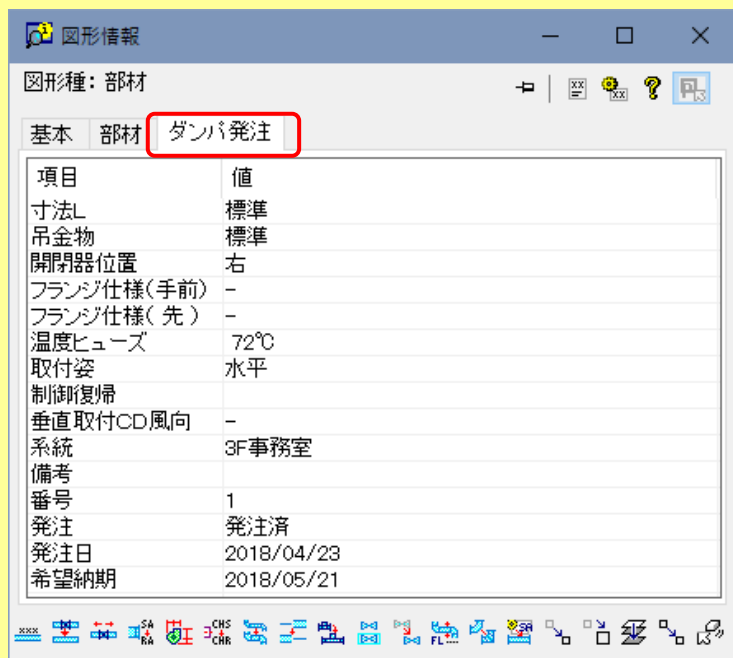 図形情報
図形種：部材
基本 部材 ダンパ発注
項目 値
寸法L 標準
吊金物 標準
開閉器位置 右
フランジ仕様(手前) -
フランジ仕様( 先 ) -
温度ヒューズ 72℃
取付姿 水平
制御復帰
垂直取付CD風向 -
系統 3F事務室
備考
番号 1
発注 発注済
発注日 2018/04/23
希望納期 2018/05/21